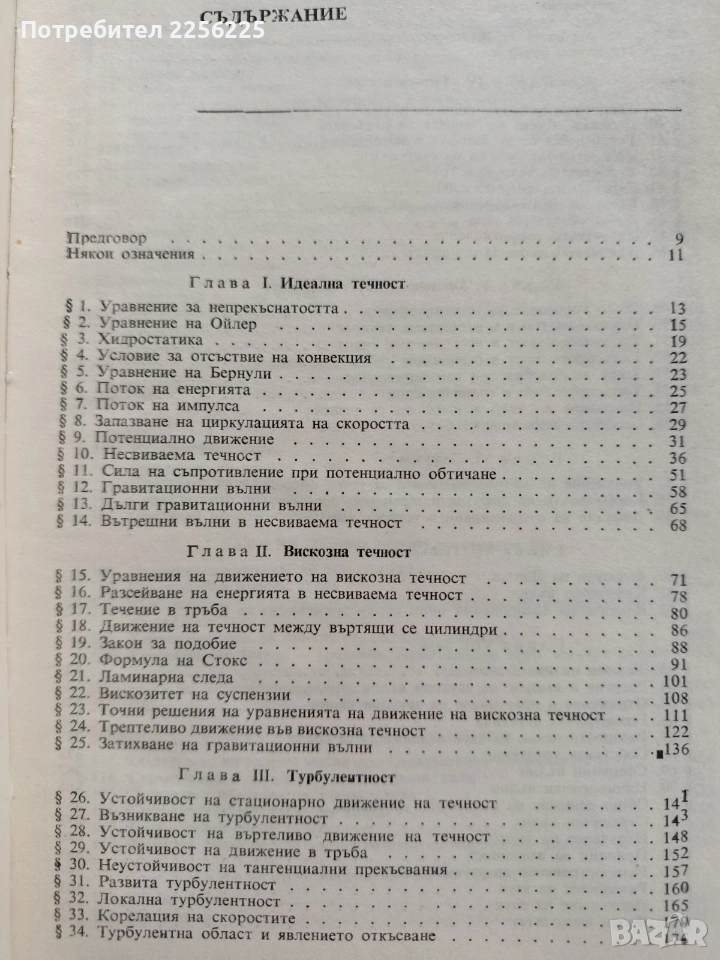 Потребител 2256225
СЪДЪРЖАНИЕ
Предговор . . . . . . . . . . 9
Някои означения . . . . . . . . . . 11
Глава I. Идеална течност
§ 1. Уравнение за непрекъснатостта . . . . . . . . . . 13
§ 2. Уравнение на Ойлер . . . . . . . . . . 15
§ 3. Хидростатика . . . . . . . . . . 19
§ 4. Условие за отсъствие на конвекция . . . . . . . . . . 22
§ 5. Уравнение на Бернули . . . . . . . . . . 23
§ 6. Поток на енергията . . . . . . . . . . 25
§ 7. Поток на импулса . . . . . . . . . . 27
§ 8. Запазване на циркулацията на скоростта . . . . . . . . . . 29
§ 9. Потенциално движение . . . . . . . . . . 31
§ 10. Несвиваема течност . . . . . . . . . . 36
§ 11. Сила на съпротивление при потенциално обтичане . . . . . . . . . . 51
§ 12. Гравитационни вълни . . . . . . . . . . 58
§ 13. Дълги гравитационни вълни . . . . . . . . . . 65
§ 14. Вътрешни вълни в несвиваема течност . . . . . . . . . . 68
Глава II. Вискозна течност
§ 15. Уравнения на движението на вискозна течност . . . . . . . . . . 71
§ 16. Разсейване на енергията в несвиваема течност . . . . . . . . . . 78
§ 17. Течение в тръба . . . . . . . . . . 80
§ 18. Движение на течност между въртящи се цилиндри . . . . . . . . . . 86
§ 19. Закон за подобие . . . . . . . . . . 88
§ 20. Формула на Стокс . . . . . . . . . . 91
§ 21. Ламинарна следа . . . . . . . . . . 101
§ 22. Вискозитет на суспензии . . . . . . . . . . 108
§ 23. Точни решения на уравненията на движение на вискозна течност . . . 111
§ 24. Трептеливо движение във вискозна течност . . . . . . . . . . 122
§ 25. Затихване на гравитационни вълни . . . . . . . . . . 136
Глава III. Турбулентност
§ 26. Устойчивост на стационарно движение на течност . . . . . . . . . . 141
§ 27. Възникване на турбулентност . . . . . . . . . . 143
§ 28. Устойчивост на въртеливо движение на течност . . . . . . . . . . 148
§ 29. Устойчивост на движение в тръба . . . . . . . . . . 152
§ 30. Неустойчивост на тангенциални прекъсвания . . . . . . . . . . 157
§ 31. Развита турбулентност . . . . . . . . . . 160
§ 32. Локална турбулентност . . . . . . . . . . 165
§ 33. Корелация на скоростите . . . . . . . . . . 170
§ 34. Турбулентна област и явлението откъсване . . . . . . . . . . 174
BAZAR